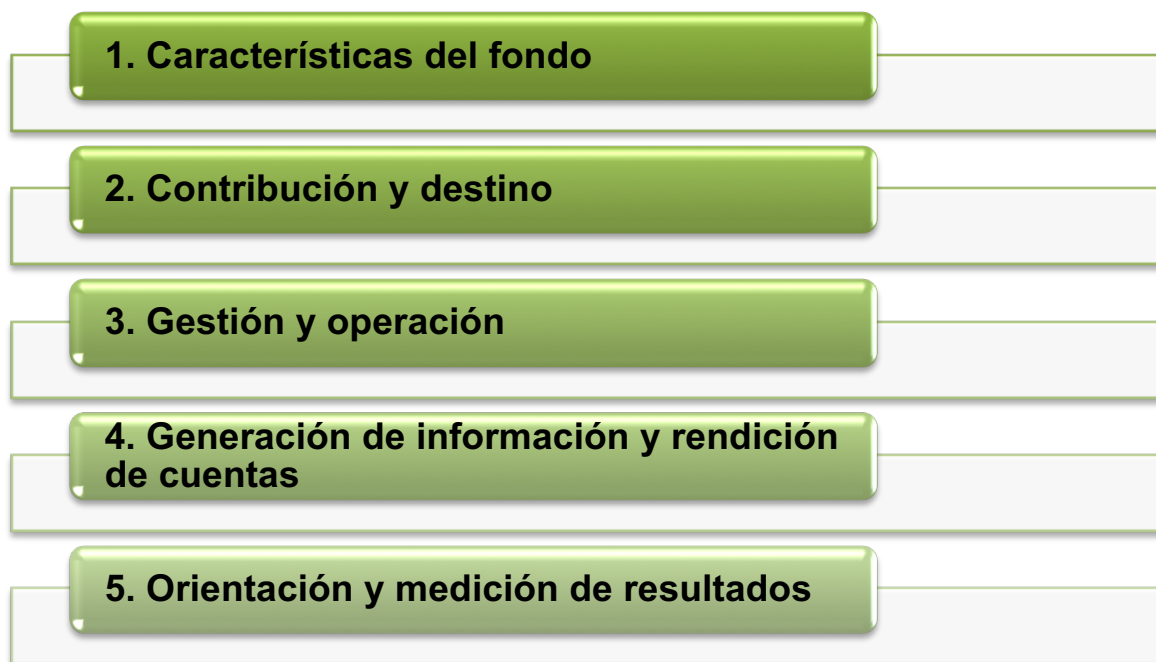 1. Características del fondo
2. Contribución y destino
3. Gestión y operación
4. Generación de información y rendición
de cuentas
5. Orientación y medición de resultados